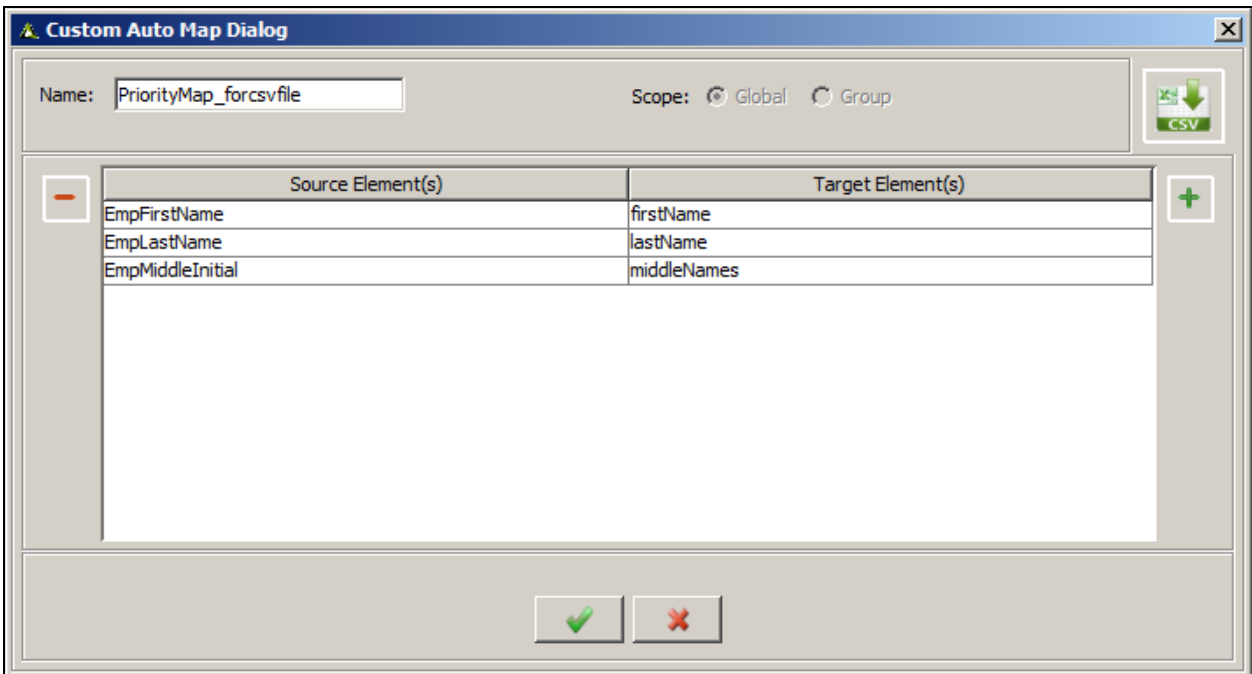 Custom Auto Map Dialog
Name: PriorityMap_forcsvfile Scope: Global Group
CSV
Source Element(s) Target Element(s)
EmpFirstName firstName
EmpLastName lastName
EmpMiddleInitial middleNames